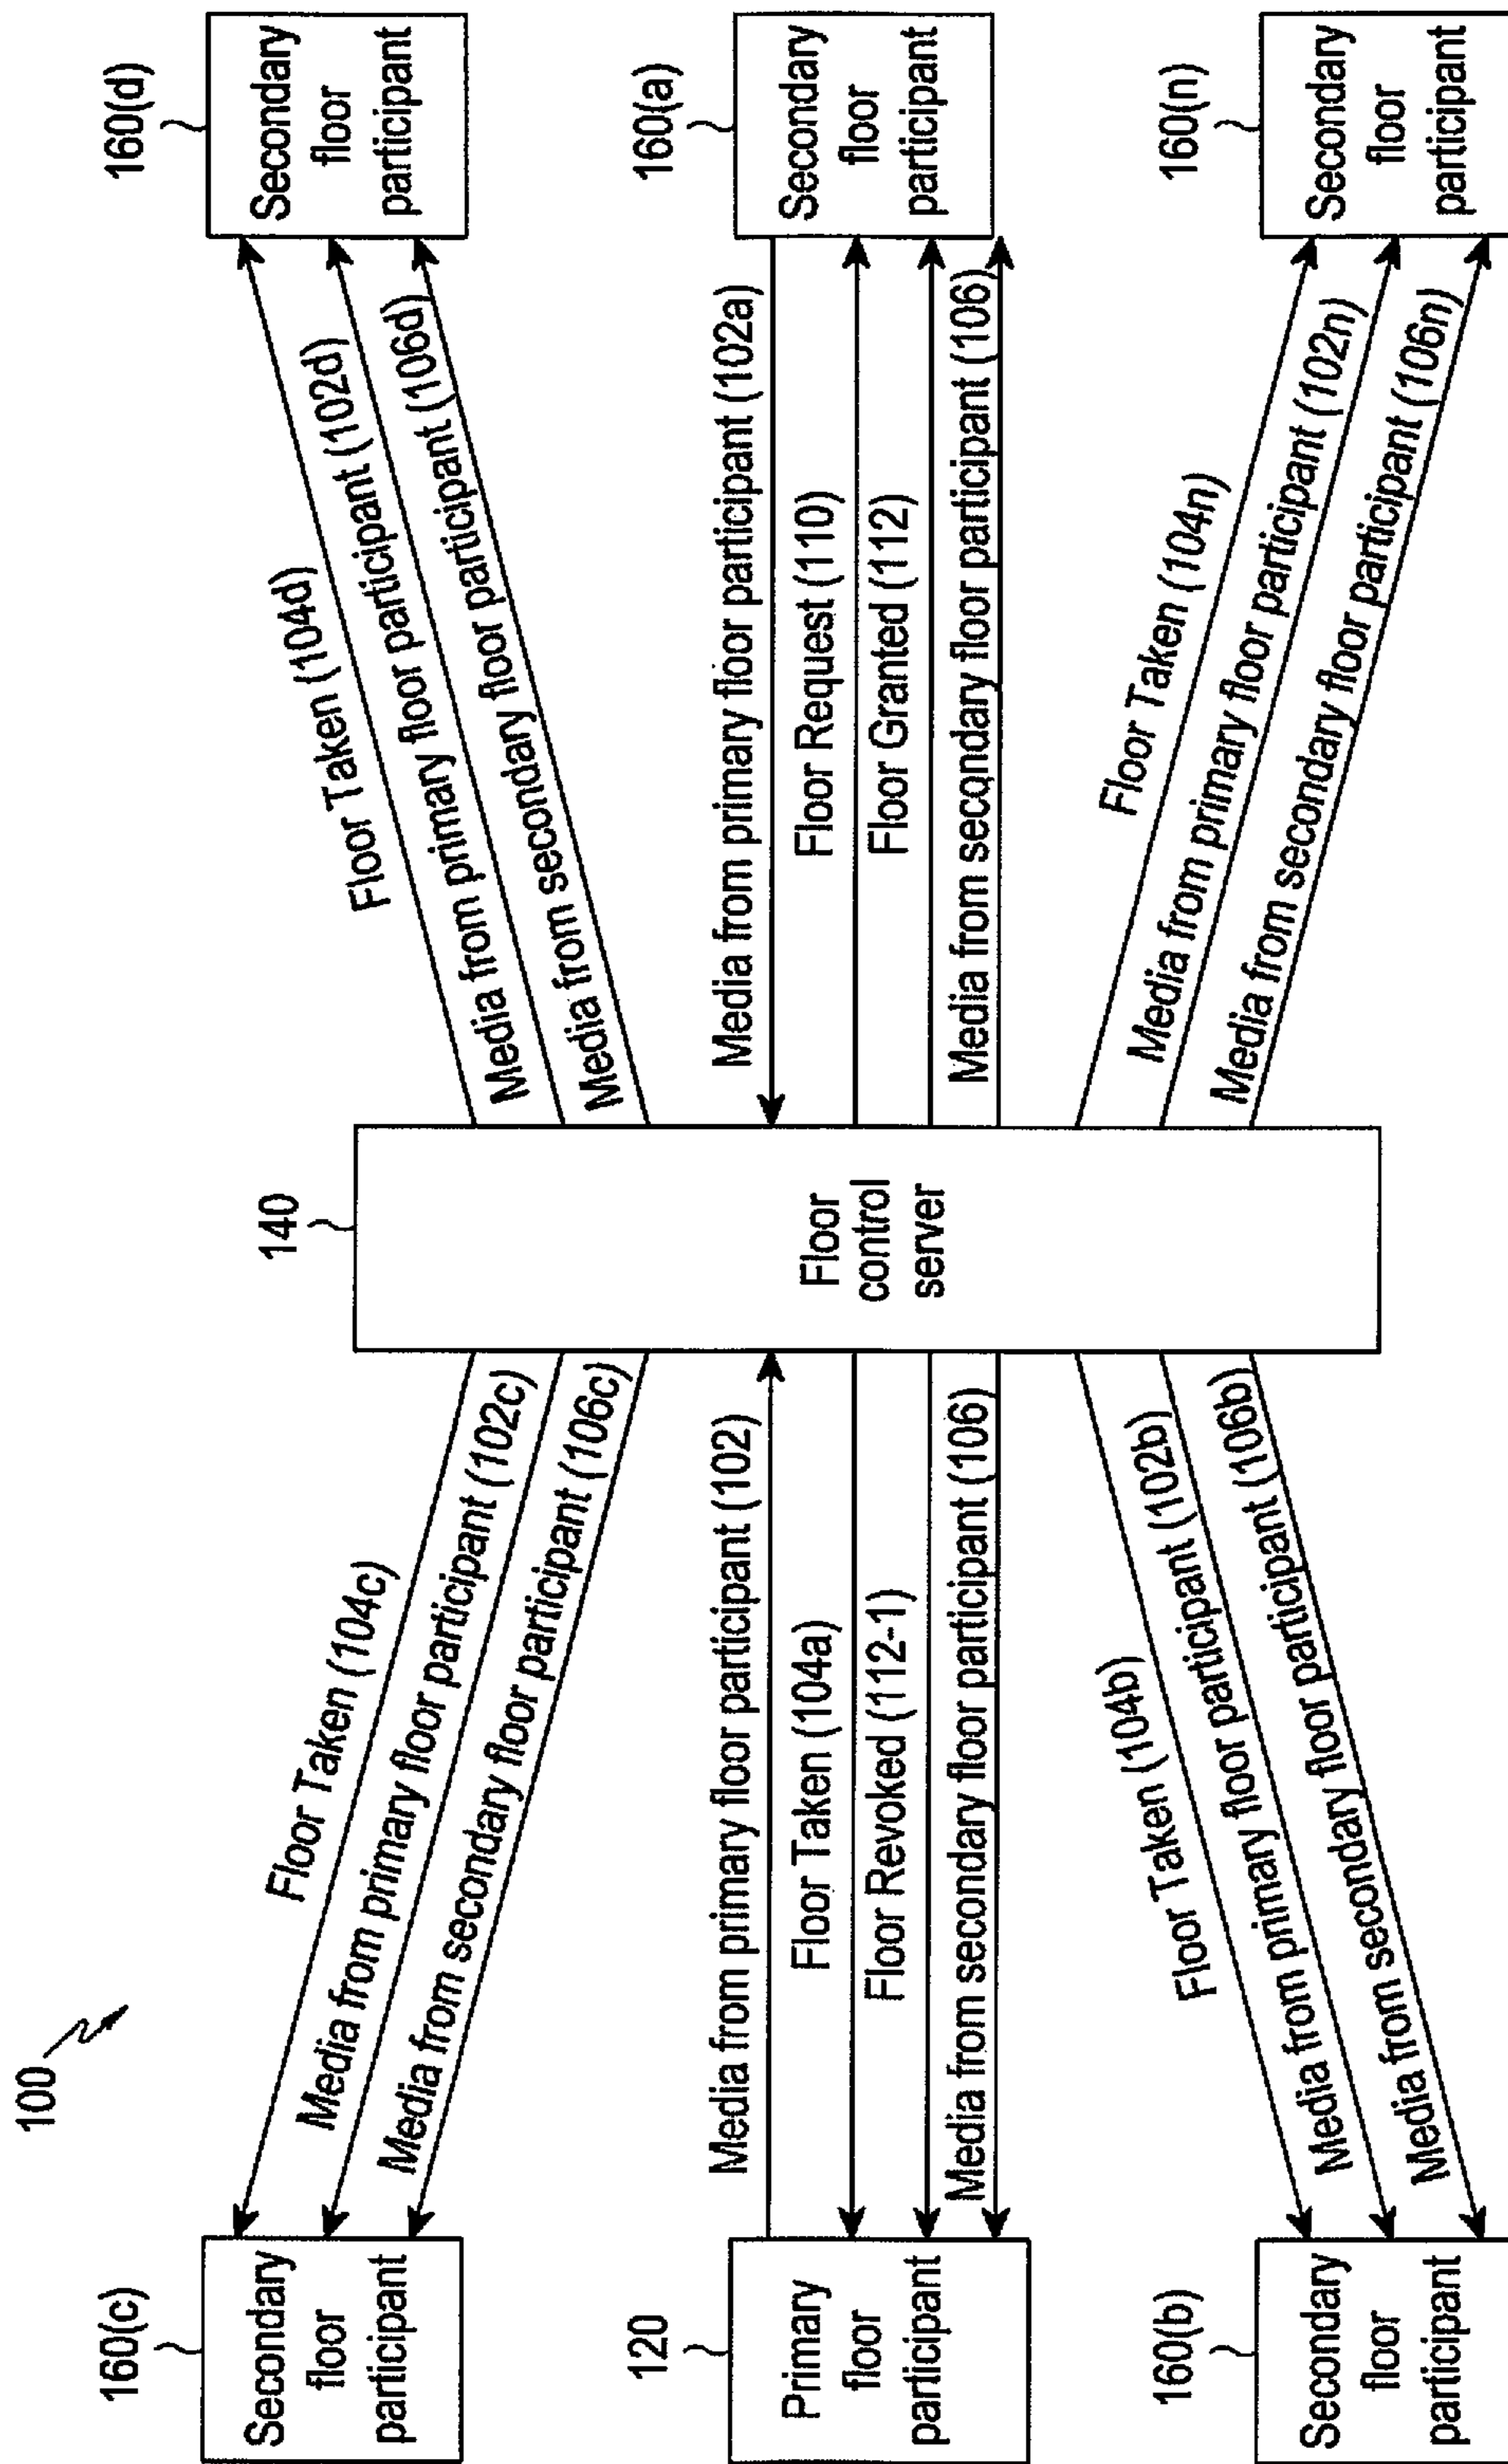 100
160(c)
Secondary
floor
participant
Floor Taken (104c)
Media from primary floor participant (102c)
Media from secondary floor participant (106c)
140
Floor
control
server
Floor Taken (104d)
Media from primary floor participant (102d)
Media from secondary floor participant (106d)
160(d)
Secondary
floor
participant
120
Primary
floor
participant
Media from primary floor participant (102)
Floor Taken (104a)
Floor Revoked (112-1)
Media from secondary floor participant (106)
Media from primary floor participant (102a)
Floor Request (110)
Floor Granted (112)
Media from secondary floor participant (106)
160(a)
Secondary
floor
participant
160(b)
Secondary
floor
participant
Floor Taken (104b)
Media from primary floor participant (102b)
Media from secondary floor participant (106b)
Floor Taken (104n)
Media from primary floor participant (102n)
Media from secondary floor participant (106n)
160(n)
Secondary
floor
participant